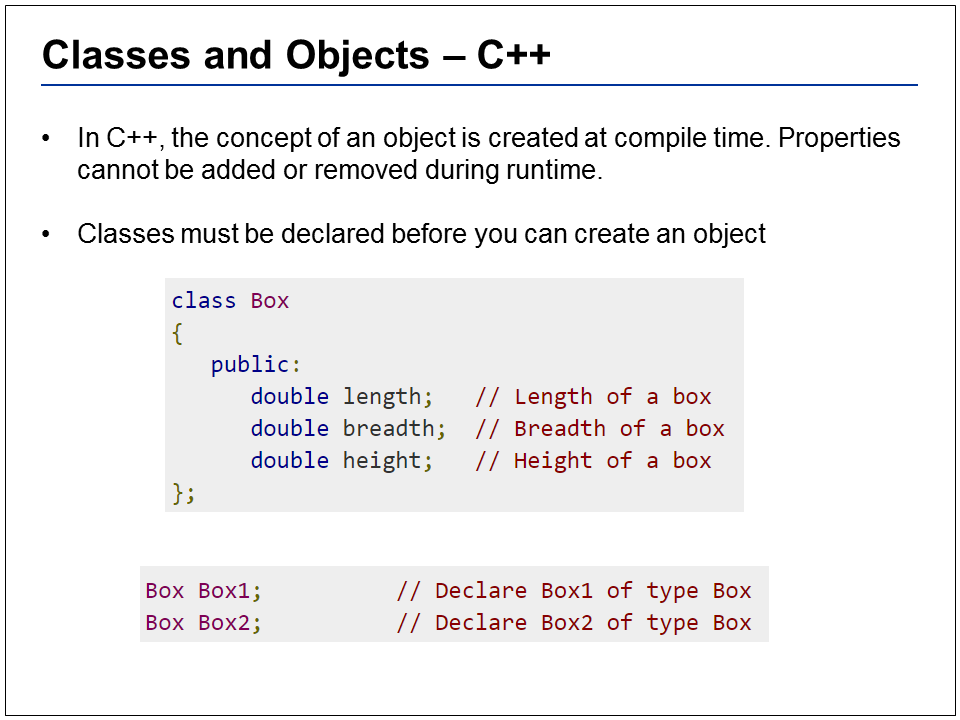 Classes and Objects – C++
• In C++, the concept of an object is created at compile time. Properties
cannot be added or removed during runtime.
• Classes must be declared before you can create an object
class Box
{
   public:
      double length;   // Length of a box
      double breadth;  // Breadth of a box
      double height;   // Height of a box
};
Box Box1;          // Declare Box1 of type Box
Box Box2;          // Declare Box2 of type Box